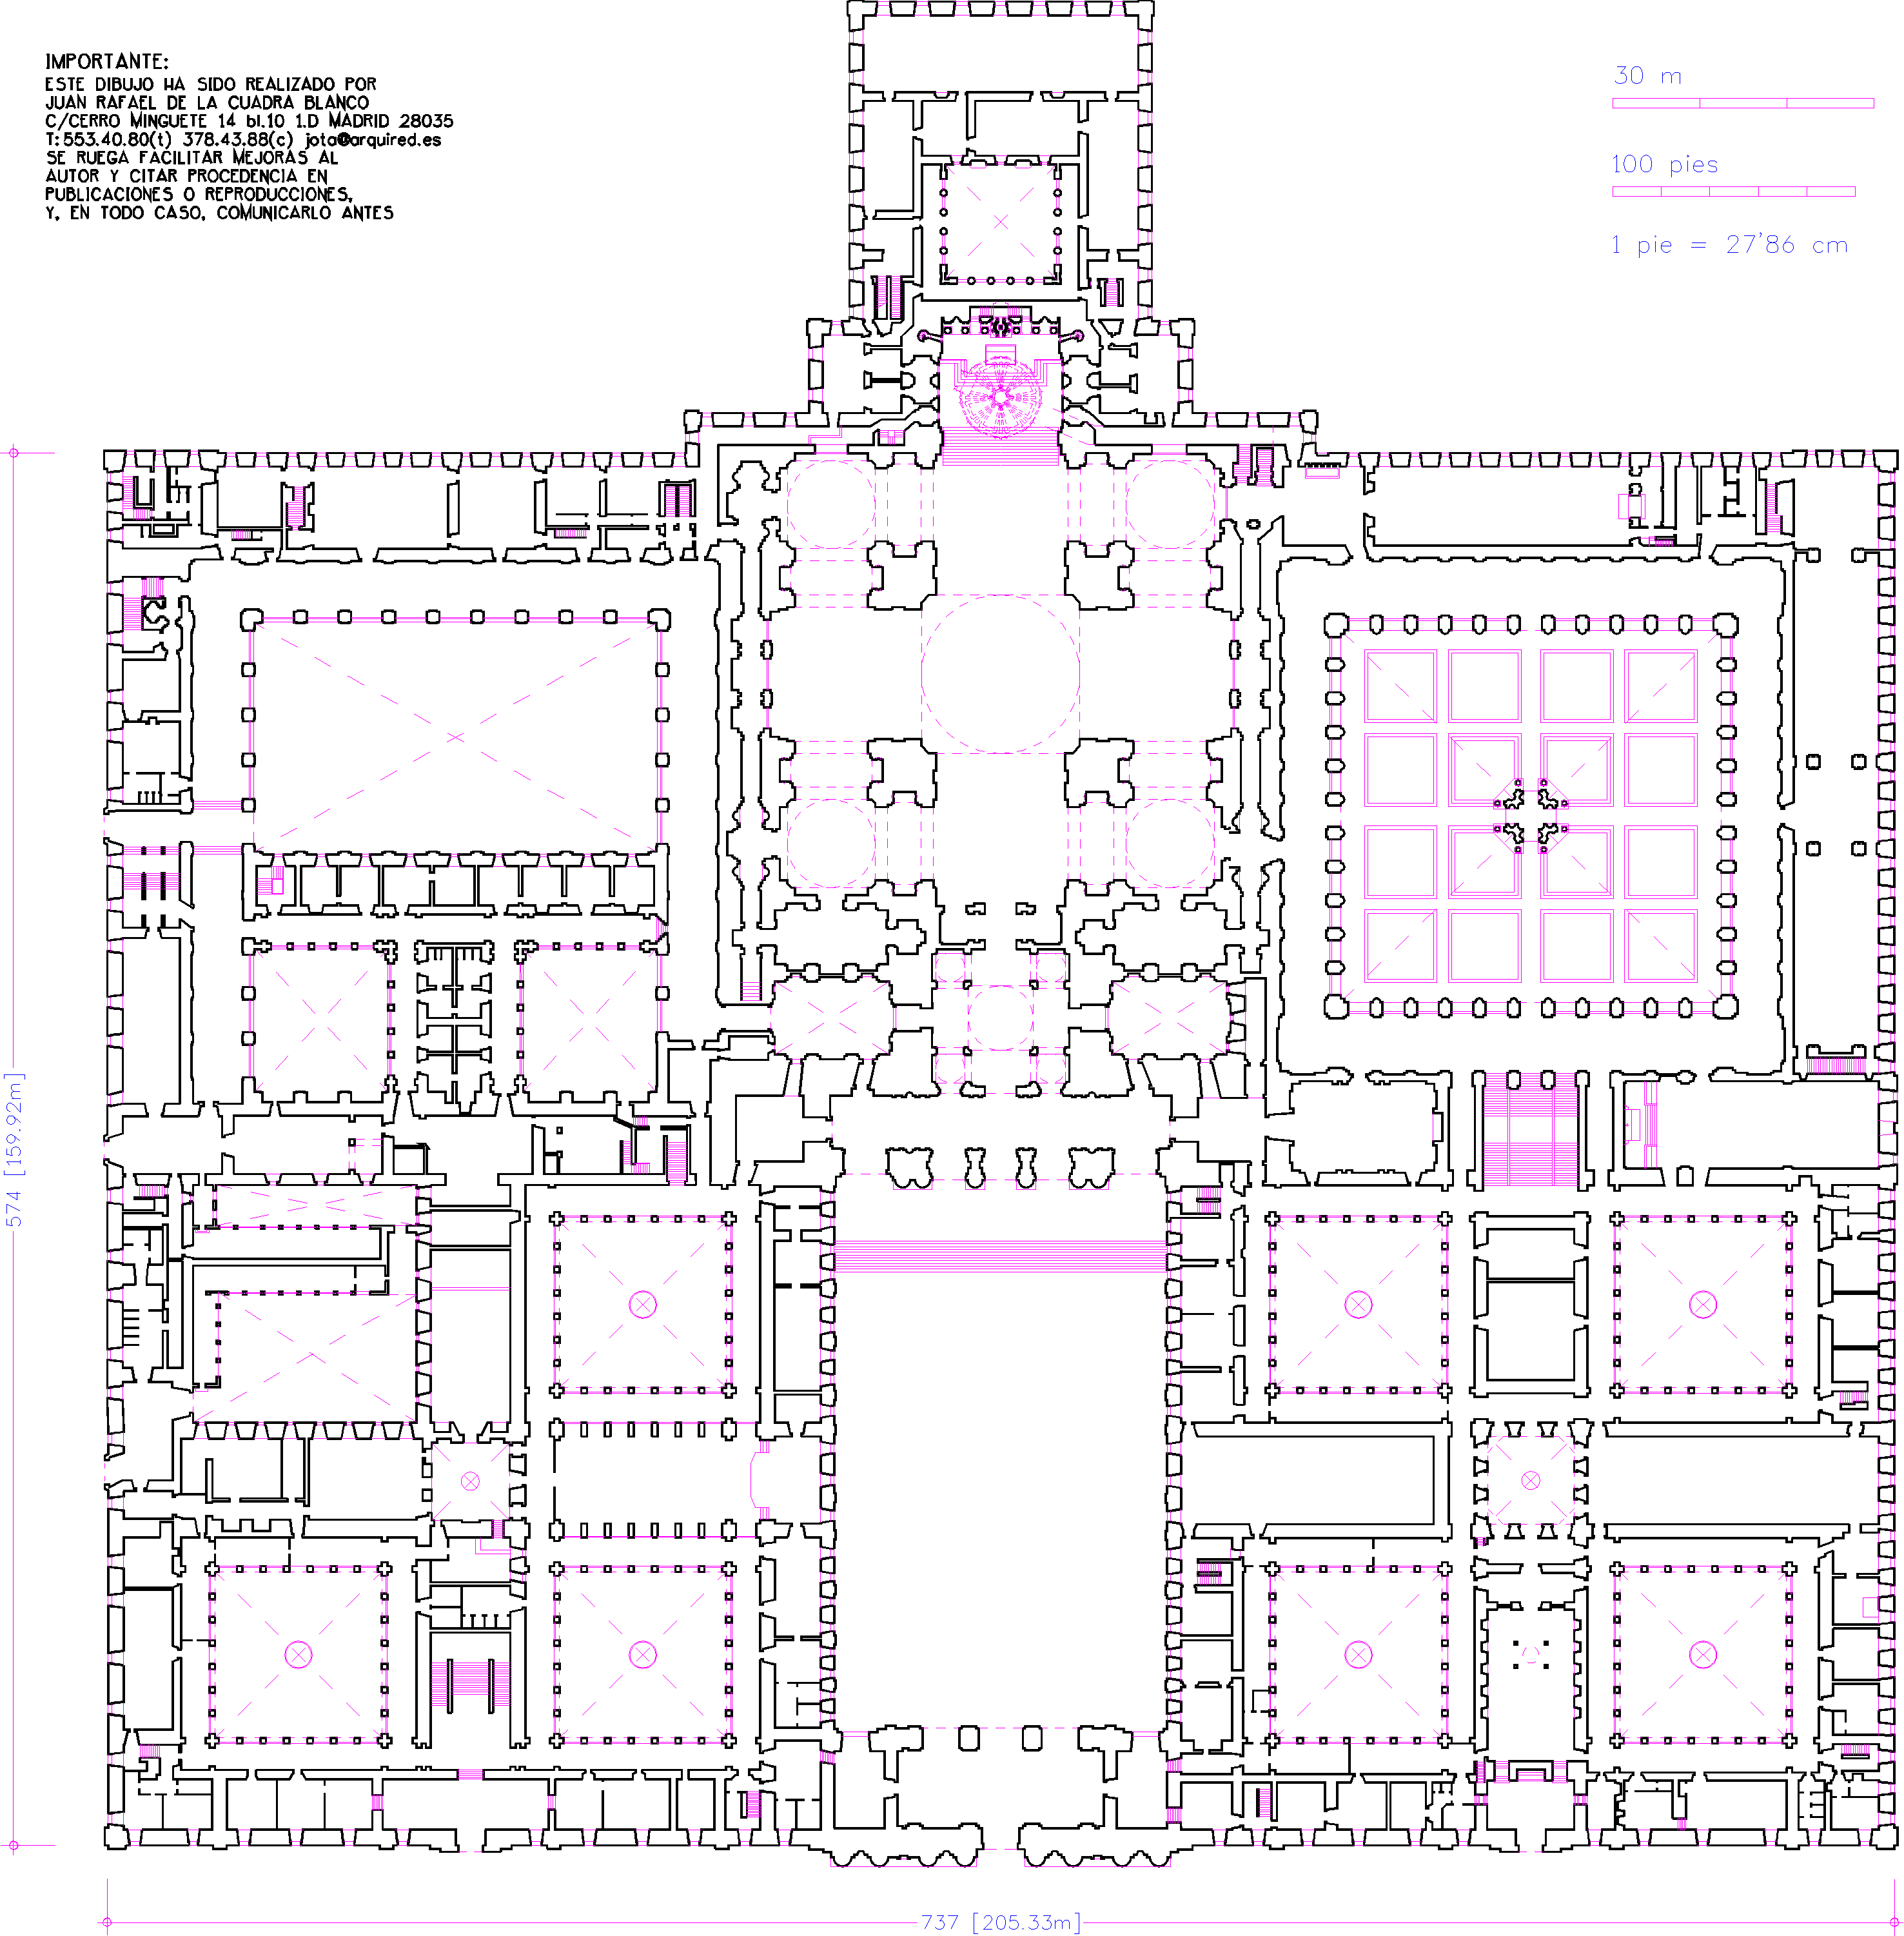 IMPORTANTE:
ESTE DIBUJO HA SIDO REALIZADO POR
JUAN RAFAEL DE LA CUADRA BLANCO
C/CERRO MINGUETE 14 bl.10 1.D MADRID 28035
T: 553.40.80(t) 378.43.88(c) jota@arquired.es
SE RUEGA FACILITAR MEJORAS AL
AUTOR Y CITAR PROCEDENCIA EN
PUBLICACIONES O REPRODUCCIONES,
Y, EN TODO CASO, COMUNICARLO ANTES
30 m
100 pies
1 pie = 27'86 cm
574 [159.92m]
737 [205.33m]